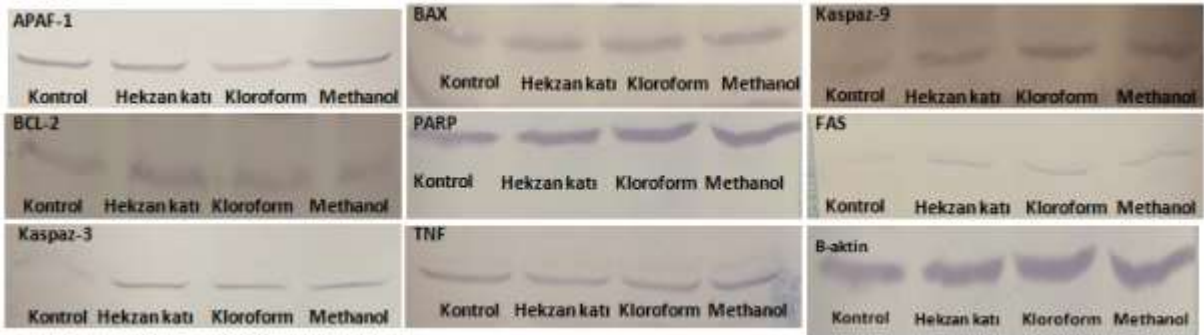 APAF-1
Kontrol Hekzan katı Kloroform Methanol
BAX
Kontrol Hekzan katı Kloroform Methanol
Kaspaz-9
Kontrol Hekzan katı Kloroform Methanol
BCL-2
Kontrol Hekzan katı Kloroform Methanol
PARP
Kontrol Hekzan katı Kloroform Methanol
FAS
Kontrol Hekzan katı Kloroform Methanol
Kaspaz-3
Kontrol Hekzan katı Kloroform Methanol
TNF
Kontrol Hekzan katı Kloroform Methanol
B-aktin
Kontrol Hekzan katı Kloroform Methanol